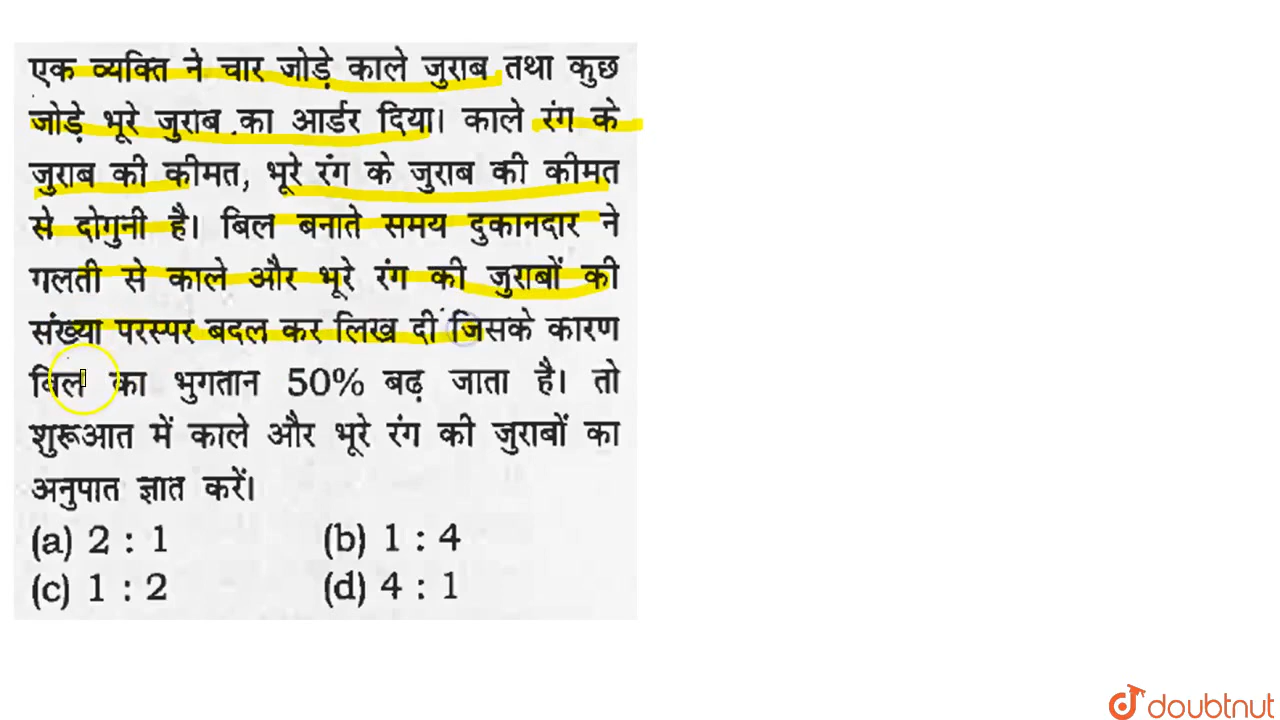 एक व्यक्ति ने चार जोड़े काले जुराब तथा कुछ
जोड़े भूरे जुराब का आर्डर दिया। काले रंग के
जुराब की कीमत, भूरे रंग के जुराब की कीमत
से दोगुनी है। बिल बनाते समय दुकानदार ने
गलती से काले और भूरे रंग की जुराबों की
संख्या परस्पर बदल कर लिख दी जिसके कारण
बिल का भुगतान 50% बढ़ जाता है। तो
शुरूआत में काले और भूरे रंग की जुराबों का
अनुपात ज्ञात करें।
(a) 2 : 1 (b) 1 : 4
(c) 1 : 2 (d) 4 : 1
doubtnut